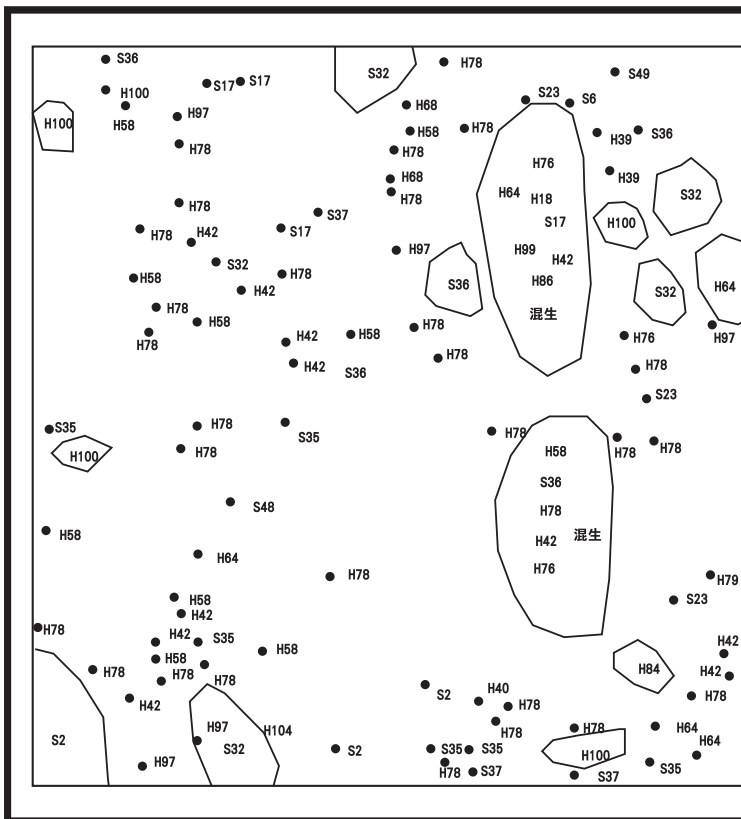 S36
H78
S32
S49
S17
S17
H100
S23
S6
H58
H97
H68
H100
H78
H58
H78
H39
S36
H78
H76
H68
H39
H78
H64
H18
S32
H78
S37
S17
H100
H78
H42
S17
H97
H99
H42
S32
H78
H58
H86
S36
S32
H64
H42
H78
混生
H58
H78
H97
H78
H42
H58
H76
H78
H42
S36
H78
S23
S35
H78
S35
H78
H78
H78
H100
H78
H58
S36
S48
H78
H58
H42
混生
H64
H76
H78
H79
H58
S23
H42
H78
H42
S35
H42
H58
H58
H78
H78
H78
H84
H42
H42
S2
H40
H78
H78
H97
H104
H78
H78
H64
S2
S32
S2
S35
S35
H100
H64
H97
H78
S37
S37
S35